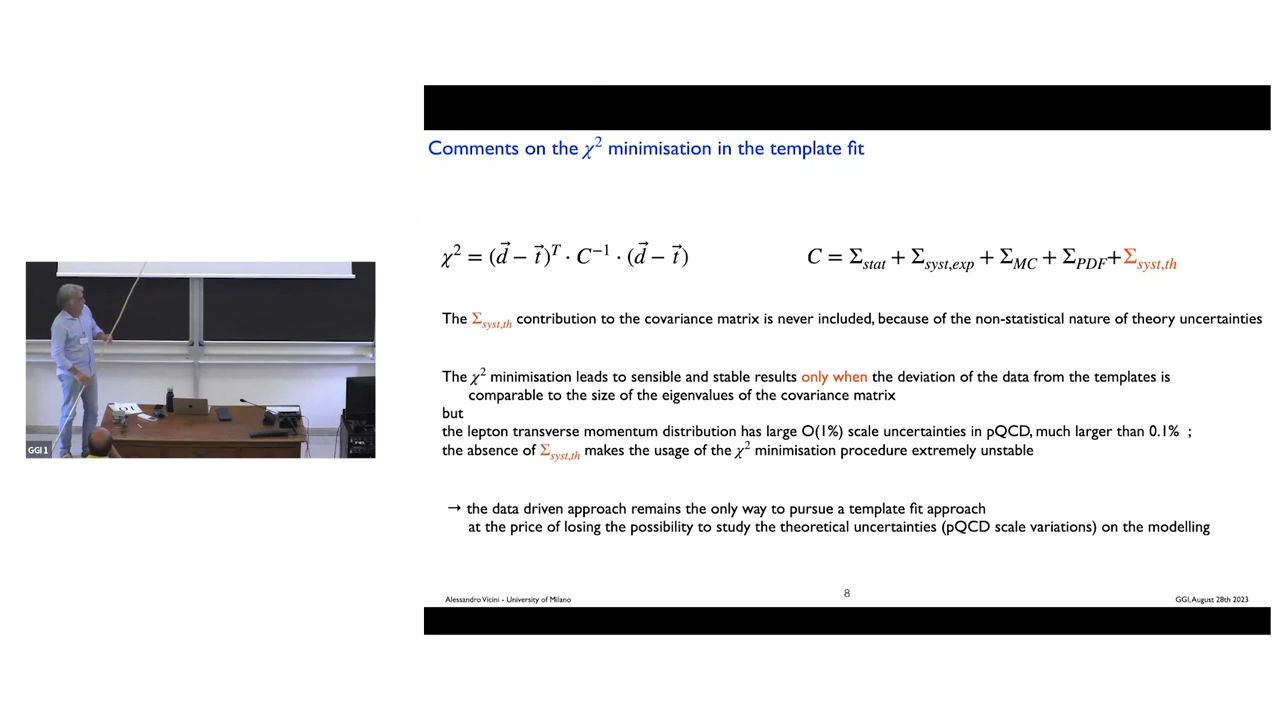 Comments on the χ² minimisation in the template fit
χ² = (d⃗ − t⃗)ᵀ · C⁻¹ · (d⃗ − t⃗)
C = Σ_stat + Σ_syst,exp + Σ_MC + Σ_PDF + Σ_syst,th
The Σ_syst,th contribution to the covariance matrix is never included, because of the non-statistical nature of theory uncertainties
The χ² minimisation leads to sensible and stable results only when the deviation of the data from the templates is
comparable to the size of the eigenvalues of the covariance matrix
but
the lepton transverse momentum distribution has large O(1%) scale uncertainties in pQCD, much larger than 0.1% ;
the absence of Σ_syst,th makes the usage of the χ² minimisation procedure extremely unstable
→ the data driven approach remains the only way to pursue a template fit approach
at the price of losing the possibility to study the theoretical uncertainties (pQCD scale variations) on the modelling
GGI 1
Alessandro Vicini - University of Milano
8
GGI, August 28th 2023